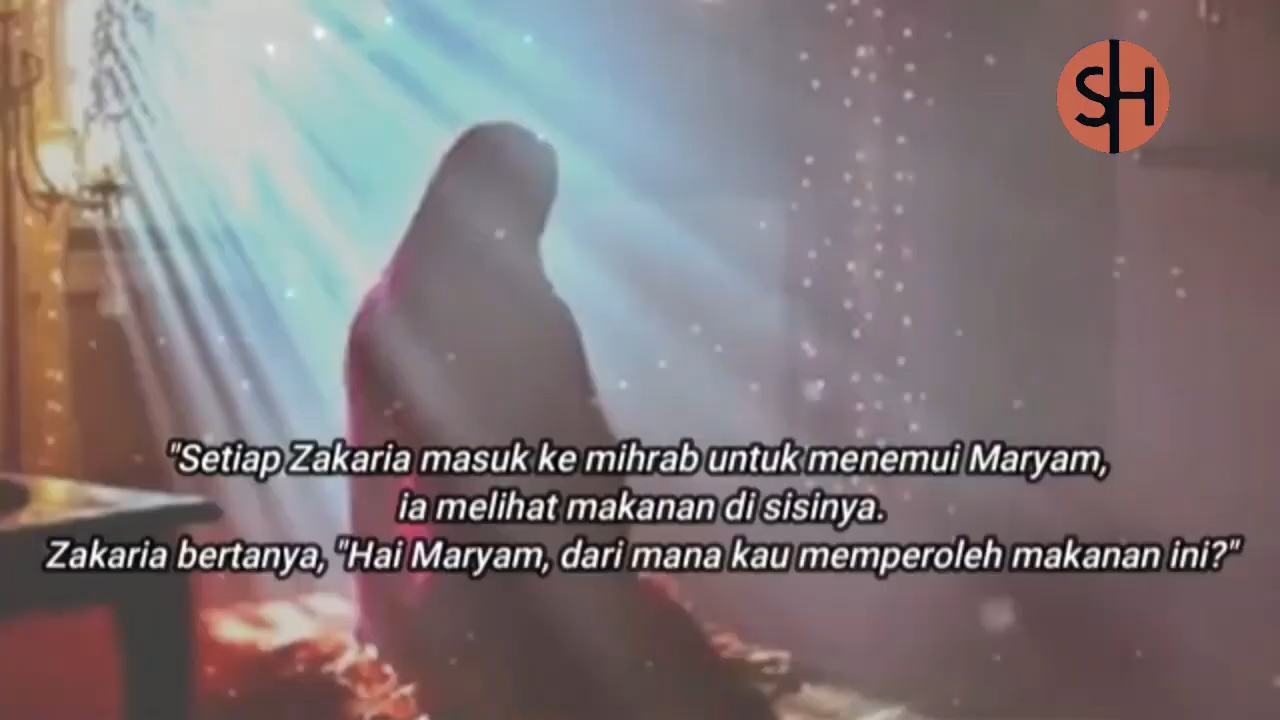 SH
"Setiap Zakaria masuk ke mihrab untuk menemui Maryam,
ia melihat makanan di sisinya.
Zakaria bertanya, "Hai Maryam, dari mana kau memperoleh makanan ini?"